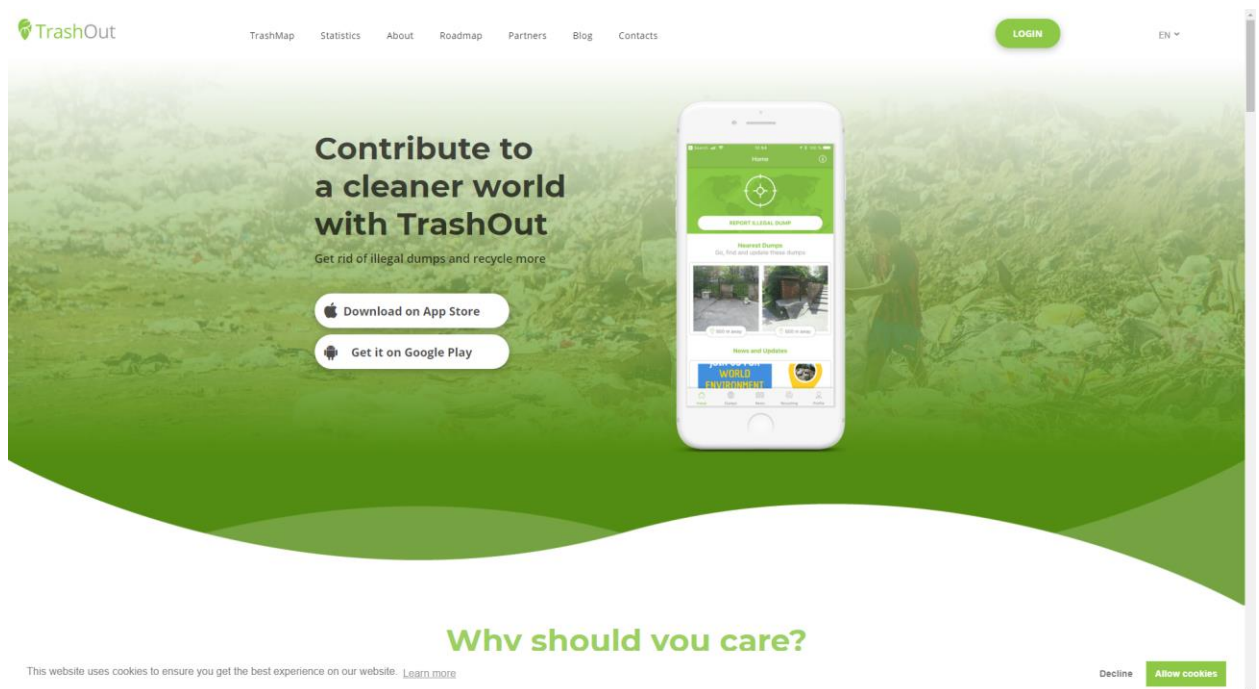 TrashOut
TrashMap Statistics About Roadmap Partners Blog Contacts
LOGIN
EN
Contribute to
a cleaner world
with TrashOut
Get rid of illegal dumps and recycle more
Download on App Store
Get it on Google Play
Home
REPORT ILLEGAL DUMP
Nearest Dumps
Go, find and update these dumps
News and Updates
WORLD
ENVIRONMENT
Why should you care?
This website uses cookies to ensure you get the best experience on our website. Learn more
Decline
Allow cookies